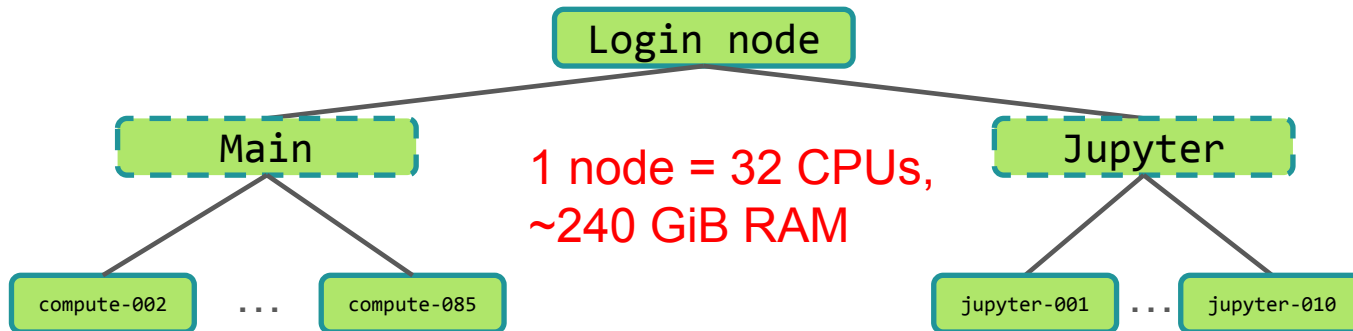 Login node
Main
Jupyter
1 node = 32 CPUs,
~240 GiB RAM
compute-002 ... compute-085 jupyter-001 ... jupyter-010